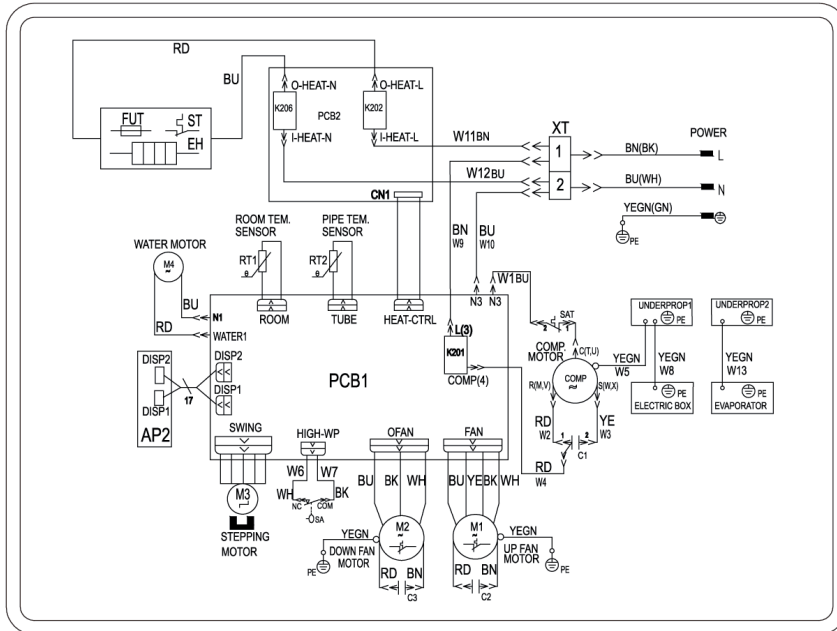 RD
BU
O-HEAT-N
O-HEAT-L
K206
PCB2
K202
I-HEAT-N
I-HEAT-L
FUT
ST
EH
W11BN
XT
1
POWER
BN(BK)
L
W12BU
2
BU(WH)
N
CN1
YEGN(GN)
PE
ROOM TEM.
SENSOR
PIPE TEM.
SENSOR
BN
W9
BU
W10
RT1
θ
RT2
θ
WATER MOTOR
M4
~
W1BU
BU
N1
RD
WATER1
ROOM
TUBE
HEAT-CTRL
N3
N3
L(3)
2
1
SAT
UNDERPROP1
PE
UNDERPROP2
PE
DISP2
DISP2
PCB1
K201
COMP.
MOTOR
C(T,U)
YEGN
W5
YEGN
W8
YEGN
W13
COMP(4)
COMP
R(M,V)
S(W,X)
DISP1
17
DISP1
AP2
PE
ELECTRIC BOX
PE
EVAPORATOR
SWING
HIGH-WP
OFAN
FAN
RD
W2
1
2
C1
YE
W3
W6
W7
RD
W4
M3
WH
BK
NC
COM
SA
BU
BK
WH
BU
YE
BK
WH
STEPPING
MOTOR
YEGN
M2
~
M1
~
YEGN
PE
DOWN FAN
MOTOR
UP FAN
MOTOR
PE
RD
BN
C3
RD
BN
C2